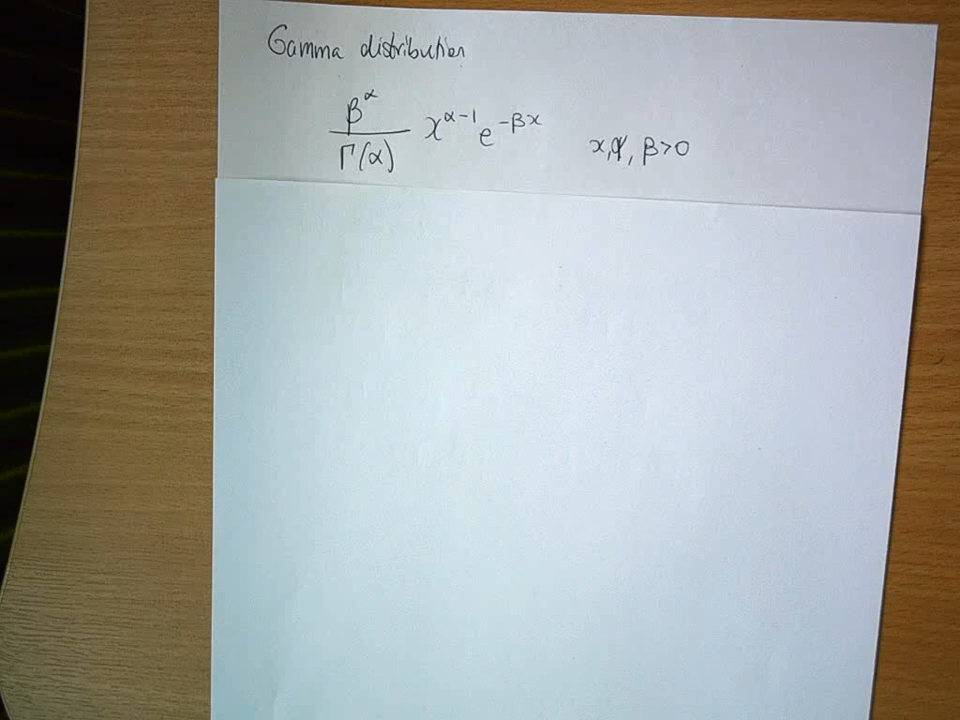 Gamma distribution
β^α / Γ(α) x^(α-1) e^(-βx) x, α, β>0